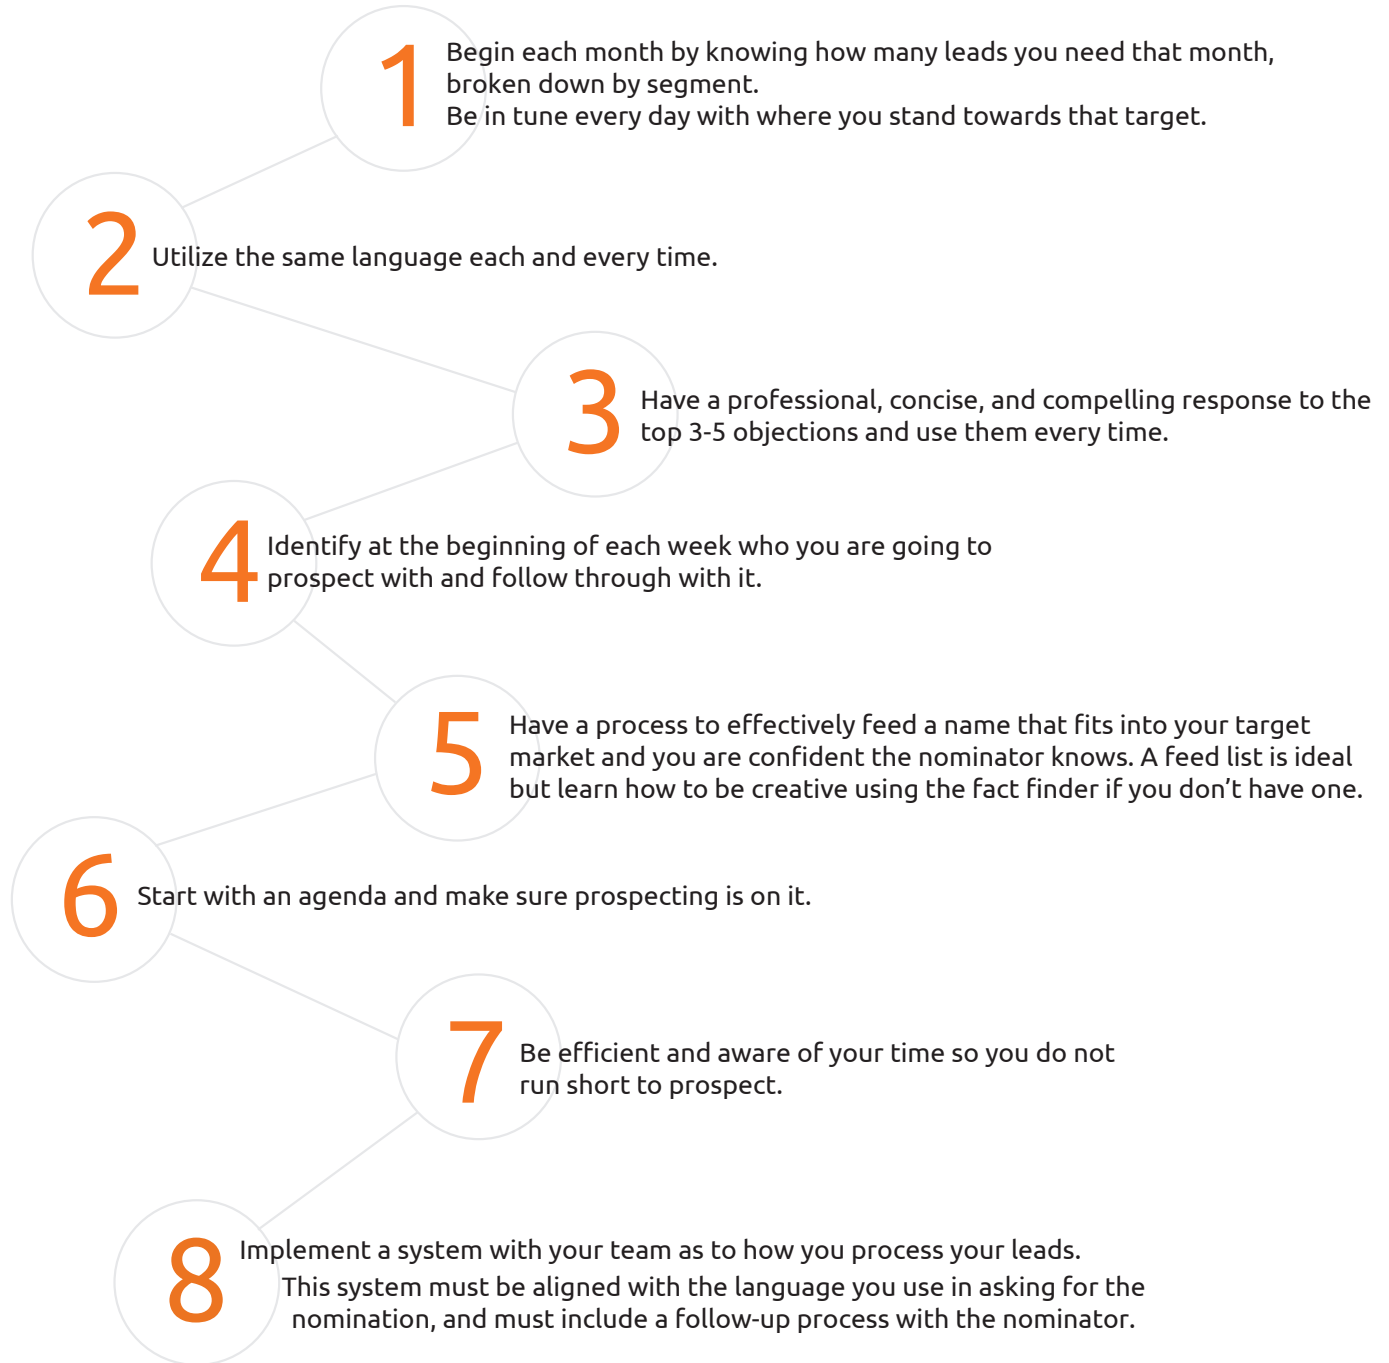 1
Begin each month by knowing how many leads you need that month,
broken down by segment.
Be in tune every day with where you stand towards that target.
2
Utilize the same language each and every time.
3
Have a professional, concise, and compelling response to the
top 3-5 objections and use them every time.
4
Identify at the beginning of each week who you are going to
prospect with and follow through with it.
5
Have a process to effectively feed a name that fits into your target
market and you are confident the nominator knows. A feed list is ideal
but learn how to be creative using the fact finder if you don’t have one.
6
Start with an agenda and make sure prospecting is on it.
7
Be efficient and aware of your time so you do not
run short to prospect.
8
Implement a system with your team as to how you process your leads.
This system must be aligned with the language you use in asking for the
nomination, and must include a follow-up process with the nominator.